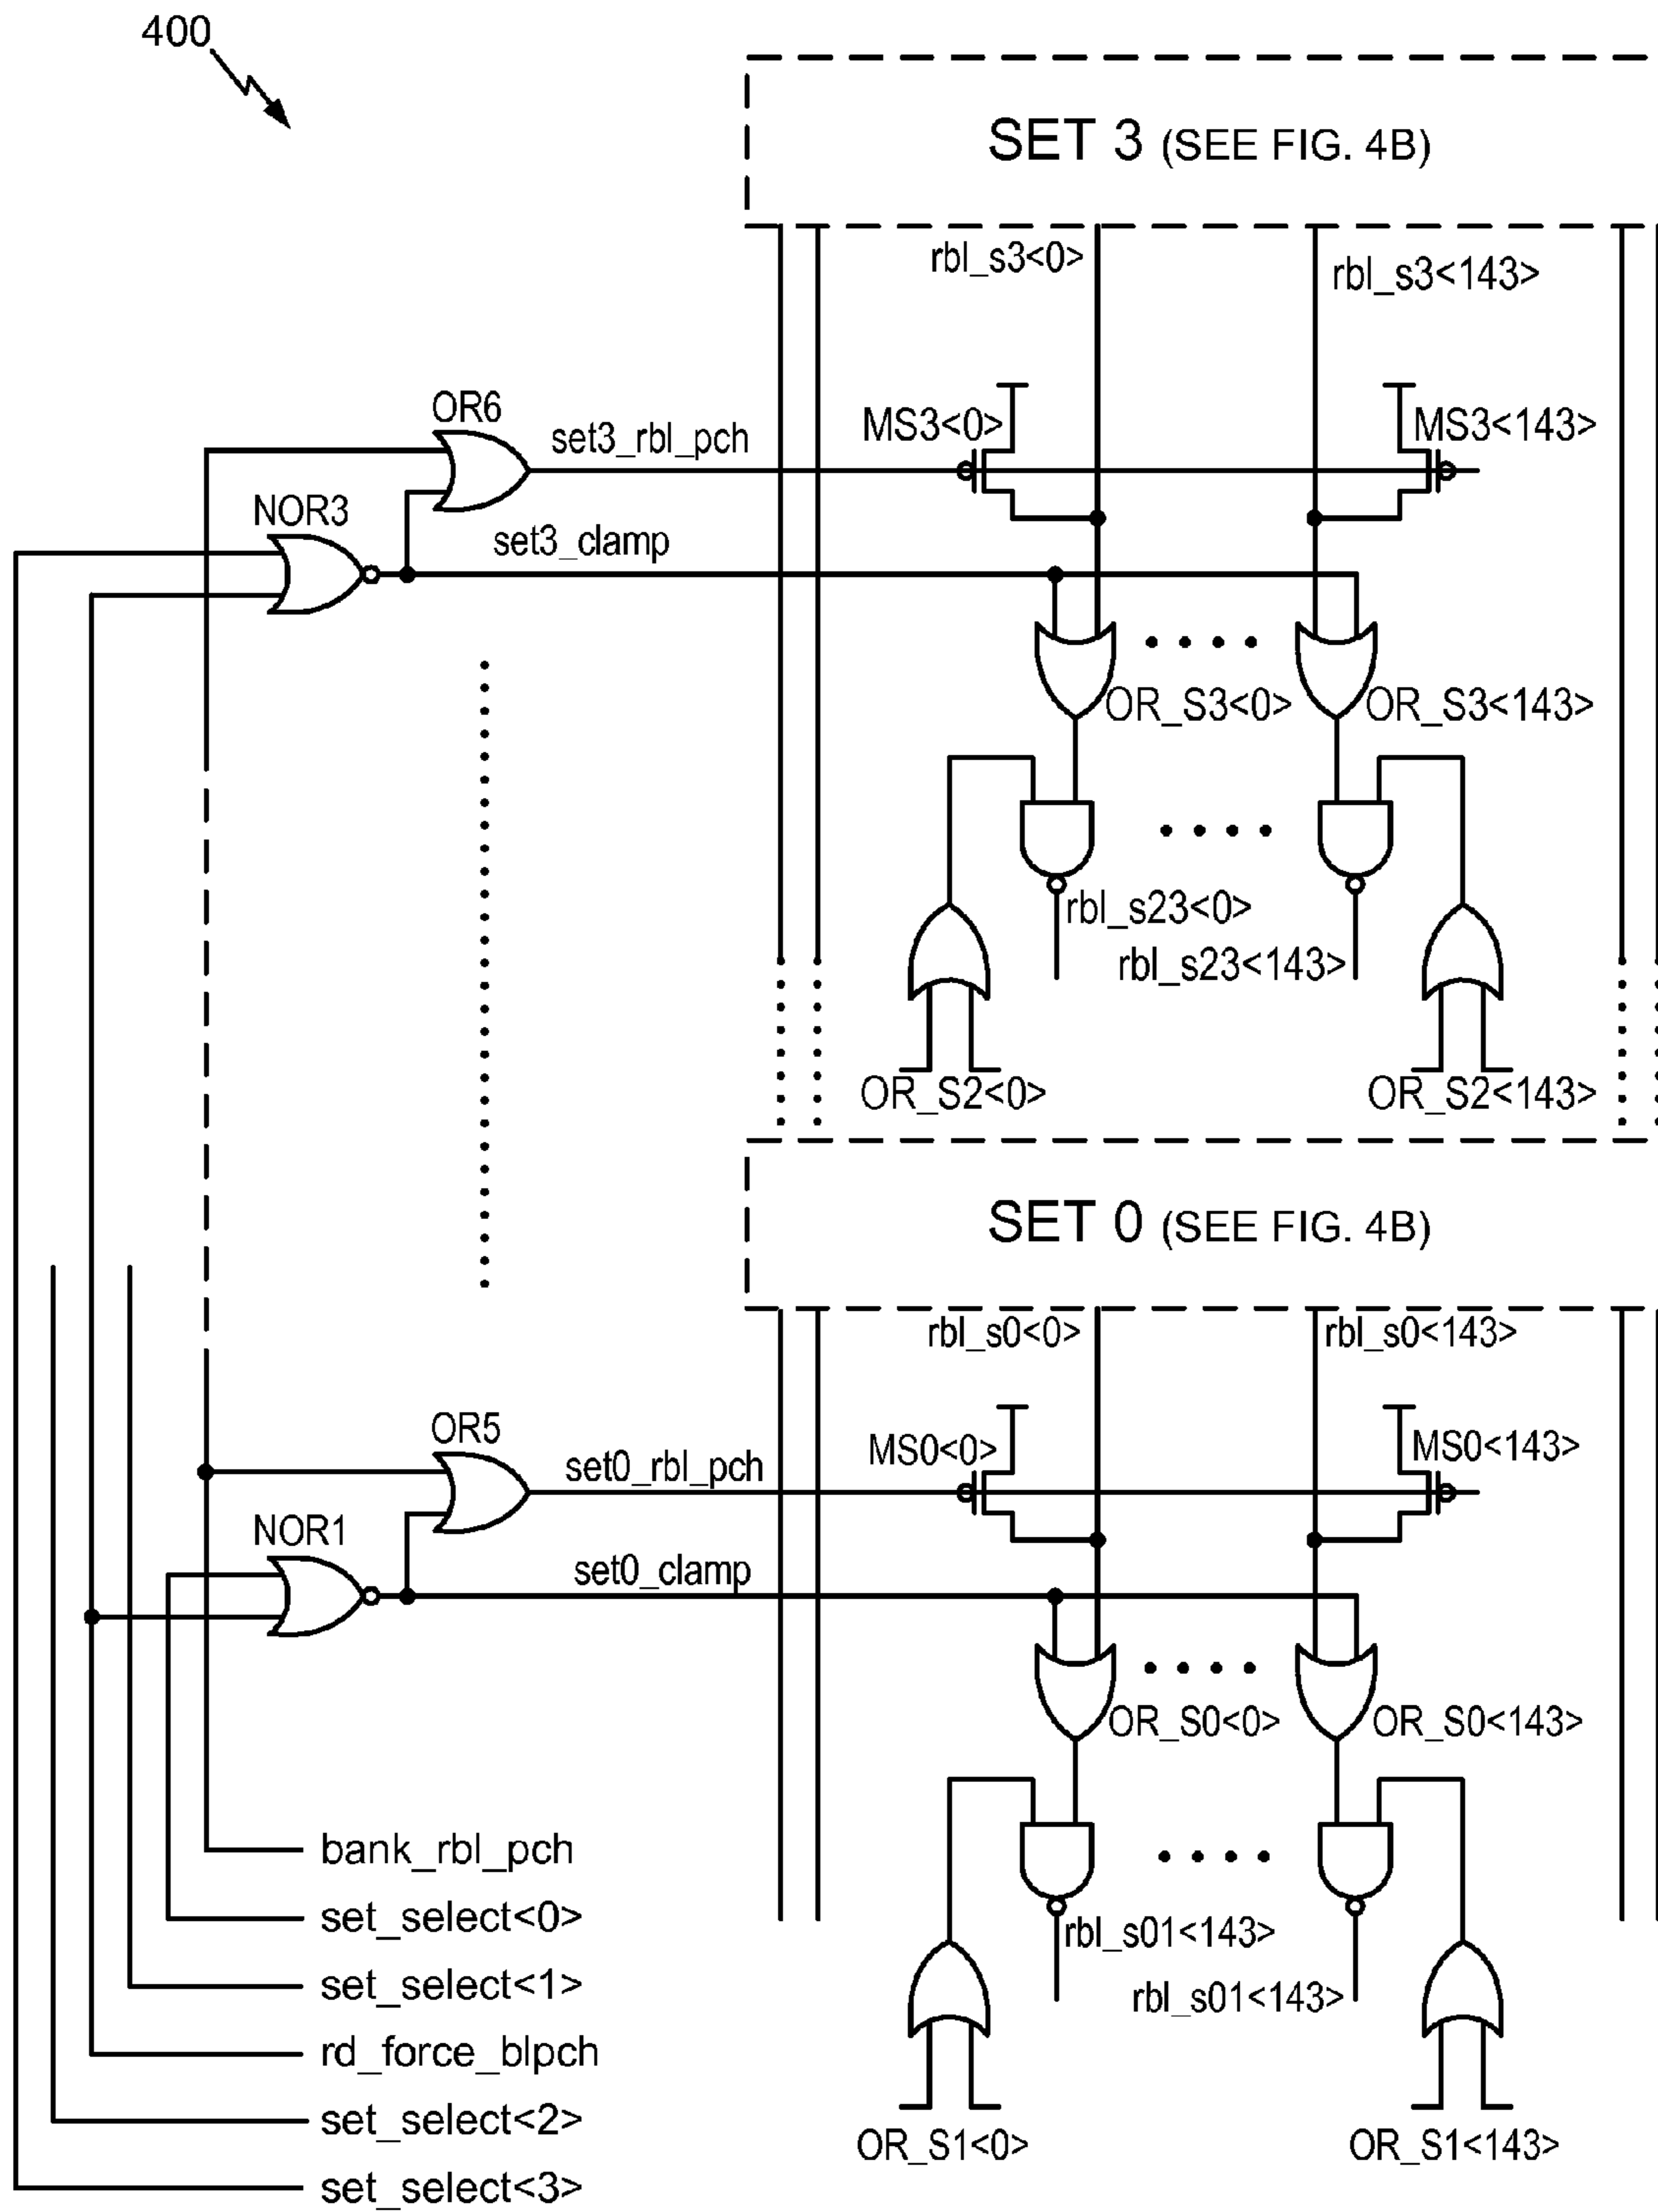 400
SET 3 (SEE FIG. 4B)
rbl_s3<0>
rbl_s3<143>
OR6
set3_rbl_pch
MS3<0>
MS3<143>
NOR3
set3_clamp
OR_S3<0>
OR_S3<143>
rbl_s23<0>
rbl_s23<143>
OR_S2<0>
OR_S2<143>
SET 0 (SEE FIG. 4B)
rbl_s0<0>
rbl_s0<143>
OR5
set0_rbl_pch
MS0<0>
MS0<143>
NOR1
set0_clamp
OR_S0<0>
OR_S0<143>
bank_rbl_pch
set_select<0>
rbl_s01<143>
set_select<1>
rbl_s01<143>
rd_force_blpch
set_select<2>
OR_S1<0>
OR_S1<143>
set_select<3>